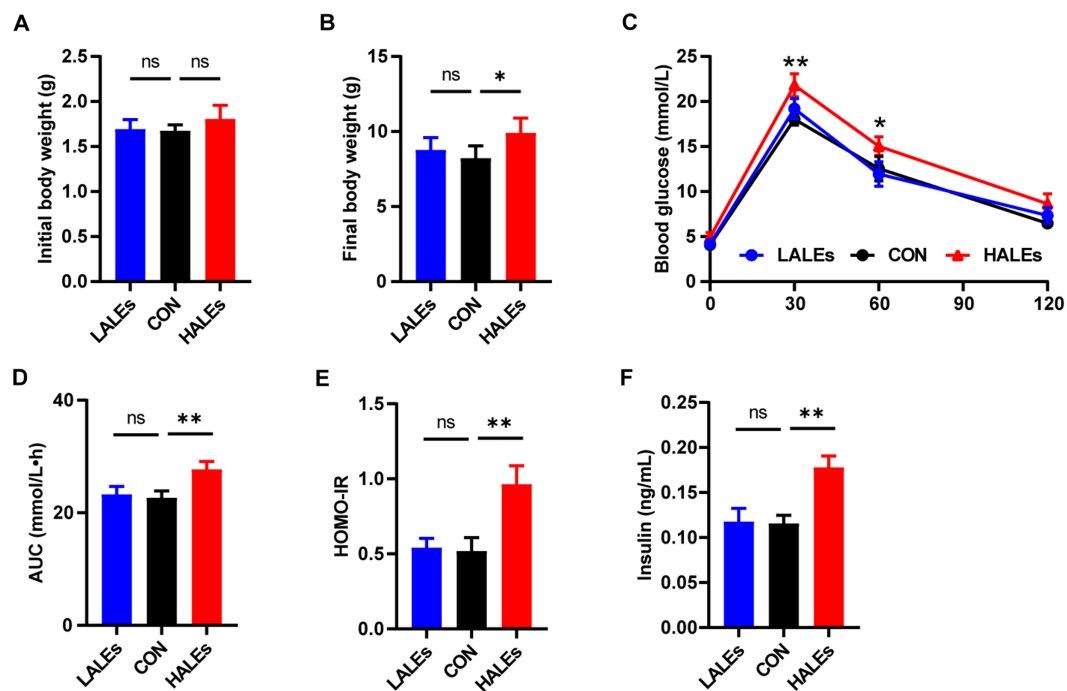 A
Initial body weight (g)
2.5
2.0
1.5
1.0
0.5
0.0
ns
ns
LALEs
CON
HALEs
B
Final body weight (g)
15
10
5
0
ns
*
LALEs
CON
HALEs
C
Blood glucose (mmol/L)
25
20
15
10
5
0
**
*
LALEs CON HALEs
0 30 60 90 120
D
AUC (mmol/L•h)
40
20
0
ns
**
LALEs
CON
HALEs
E
HOMO-IR
1.5
1.0
0.5
0.0
ns
**
LALEs
CON
HALEs
F
Insulin (ng/mL)
0.25
0.20
0.15
0.10
0.05
0.00
ns
**
LALEs
CON
HALEs